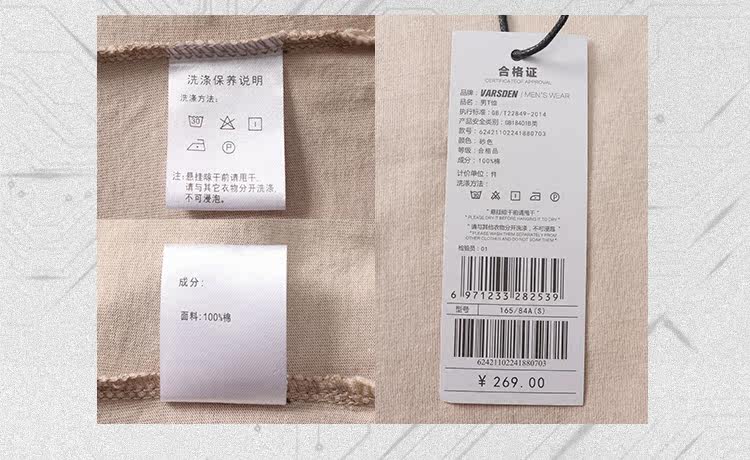 洗涤保养说明
洗涤方法:
30
P
注:悬挂晾干前请甩干,
请与其它衣物分开洗涤,
不可浸泡。
成分:
面料:100%棉
合格证
CERTIFICATE OF APPROVAL
品牌: VARSDEN / MEN'S WEAR
品名: 男T恤
执行标准: GB/T22849-2014
产品安全类别: GB18401B类
款号: 62421102241880703
颜色: 砂色
等级: 合格品
成分: 100%棉
计价单位: 件
洗涤方法:
"悬挂晾干前请甩干"
"PLEASE DRY IT BEFORE HANGING IT TO DRY"
"请与其他衣物分开洗涤,不可浸泡"
"PLEASE WASH THEM SEPARATELY FROM
OTHER CLOTHES AND DO NOT SOAK THEM"
检验员: 01
6 971233 282539
型号 165/84A(S)
62421102241880703
¥ 269.00